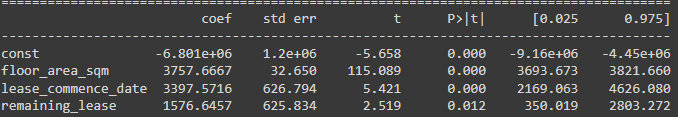 ==============================================================================
coef std err t P>|t| [0.025 0.975]
------------------------------------------------------------------------------
const -6.801e+06 1.2e+06 -5.658 0.000 -9.16e+06 -4.45e+06
floor_area_sqm 3757.6667 32.650 115.089 0.000 3693.673 3821.660
lease_commence_date 3397.5716 626.794 5.421 0.000 2169.063 4626.080
remaining_lease 1576.6457 625.834 2.519 0.012 350.019 2803.272